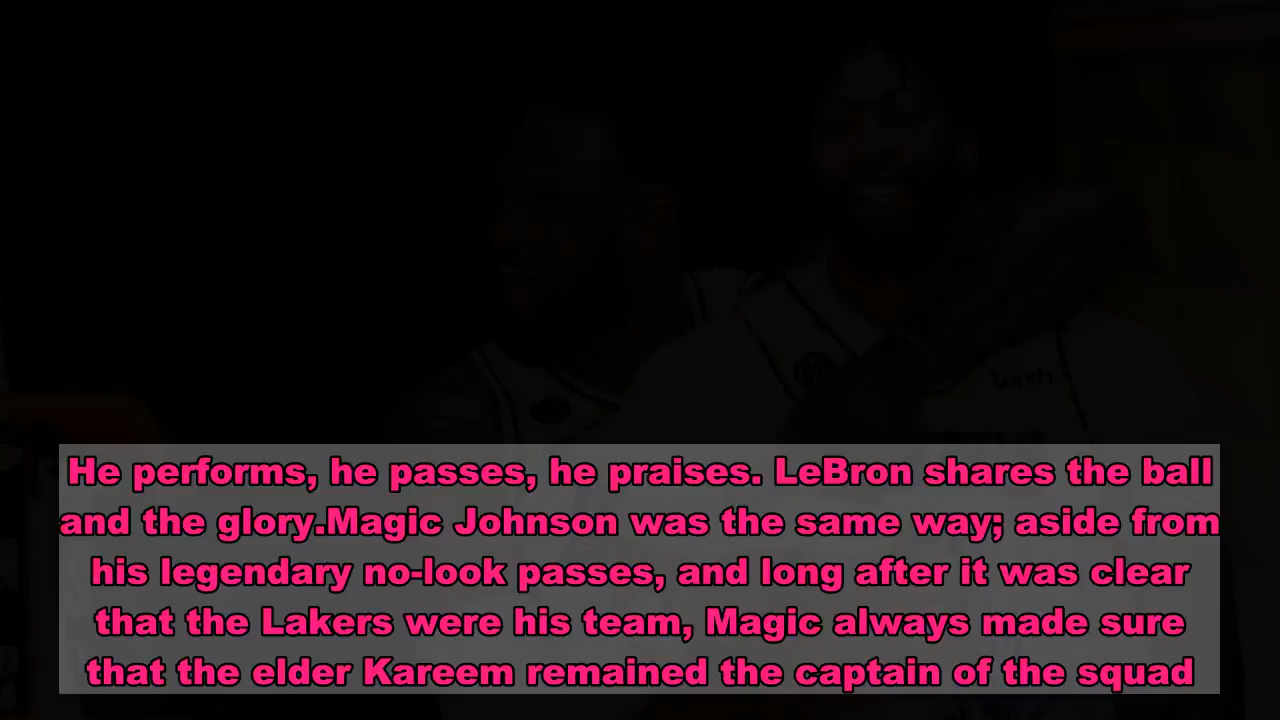 He performs, he passes, he praises. LeBron shares the ball
and the glory.Magic Johnson was the same way; aside from
his legendary no-look passes, and long after it was clear
that the Lakers were his team, Magic always made sure
that the elder Kareem remained the captain of the squad